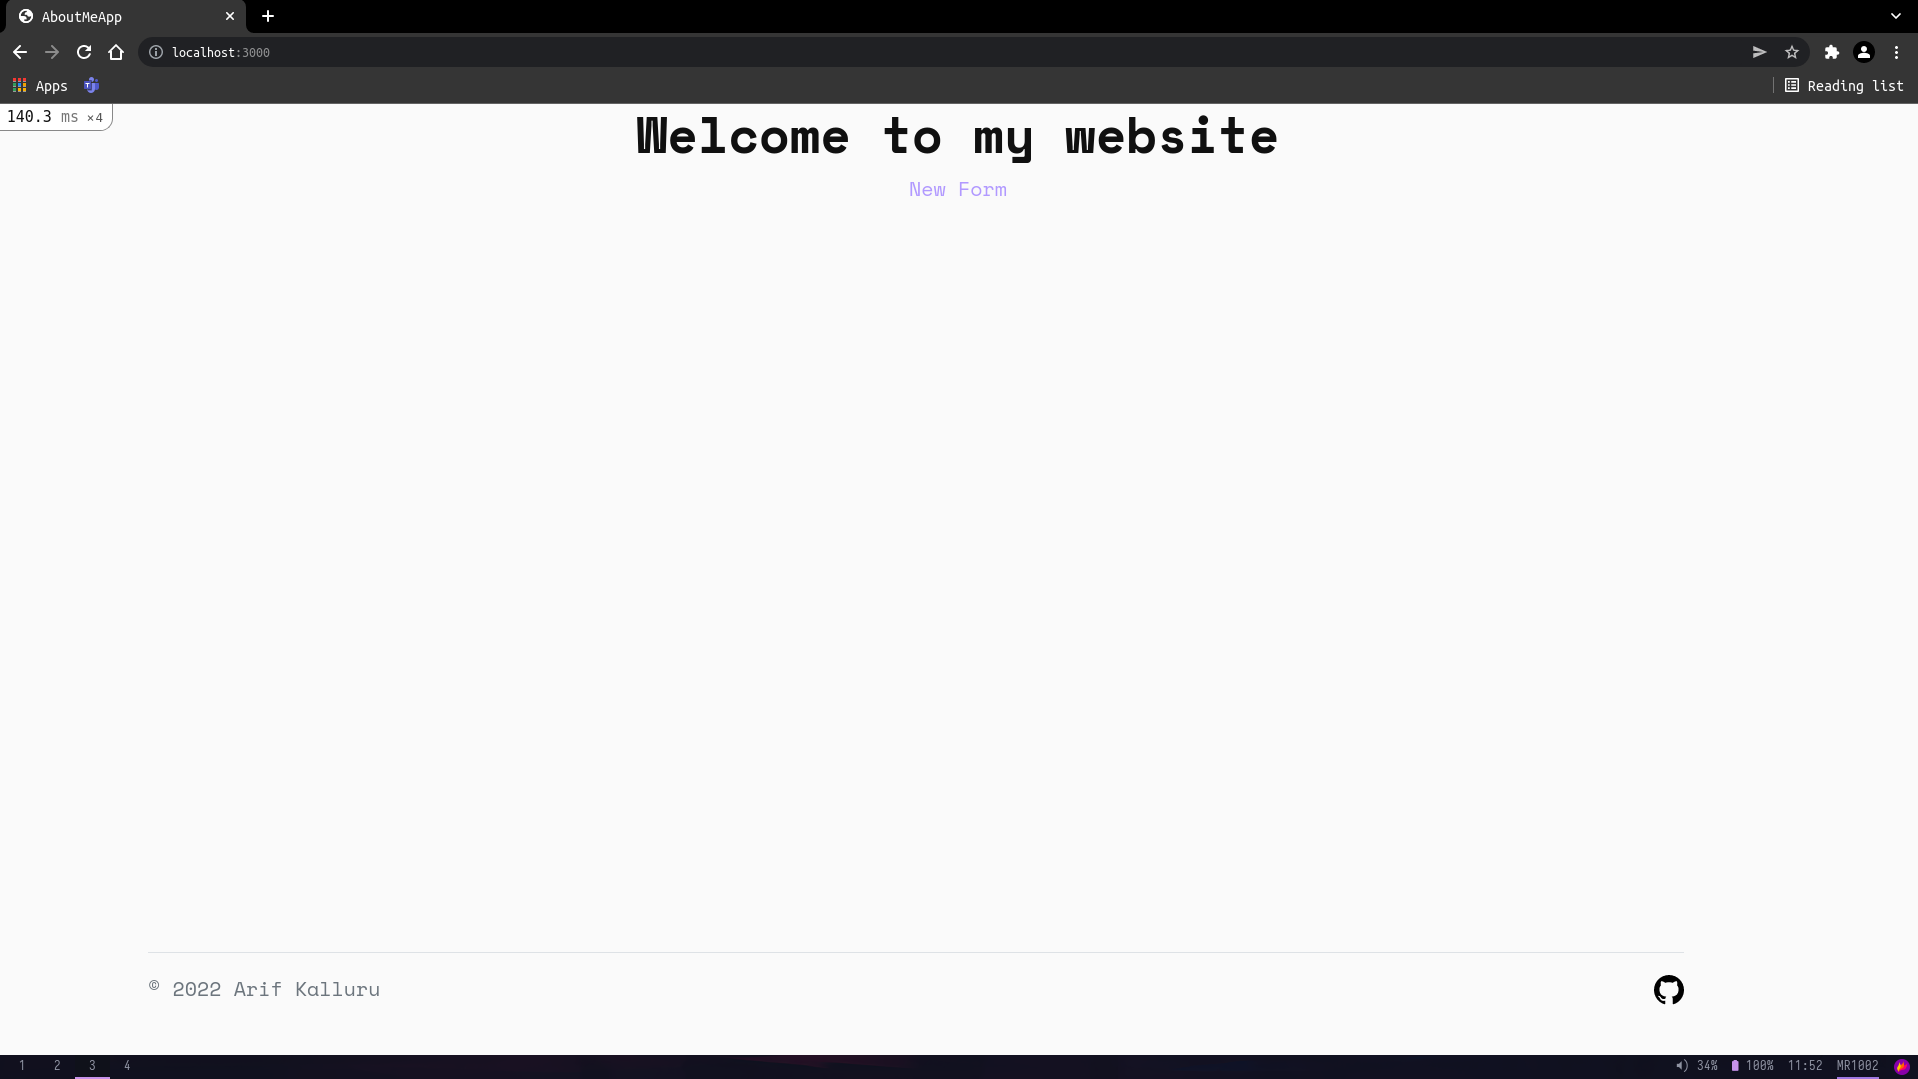 AboutMeApp
localhost:3000
Apps
Reading list
140.3 ms ×4
Welcome to my website
New Form
© 2022 Arif Kalluru
1 2 3 4
34% 100% 11:52 MR1002